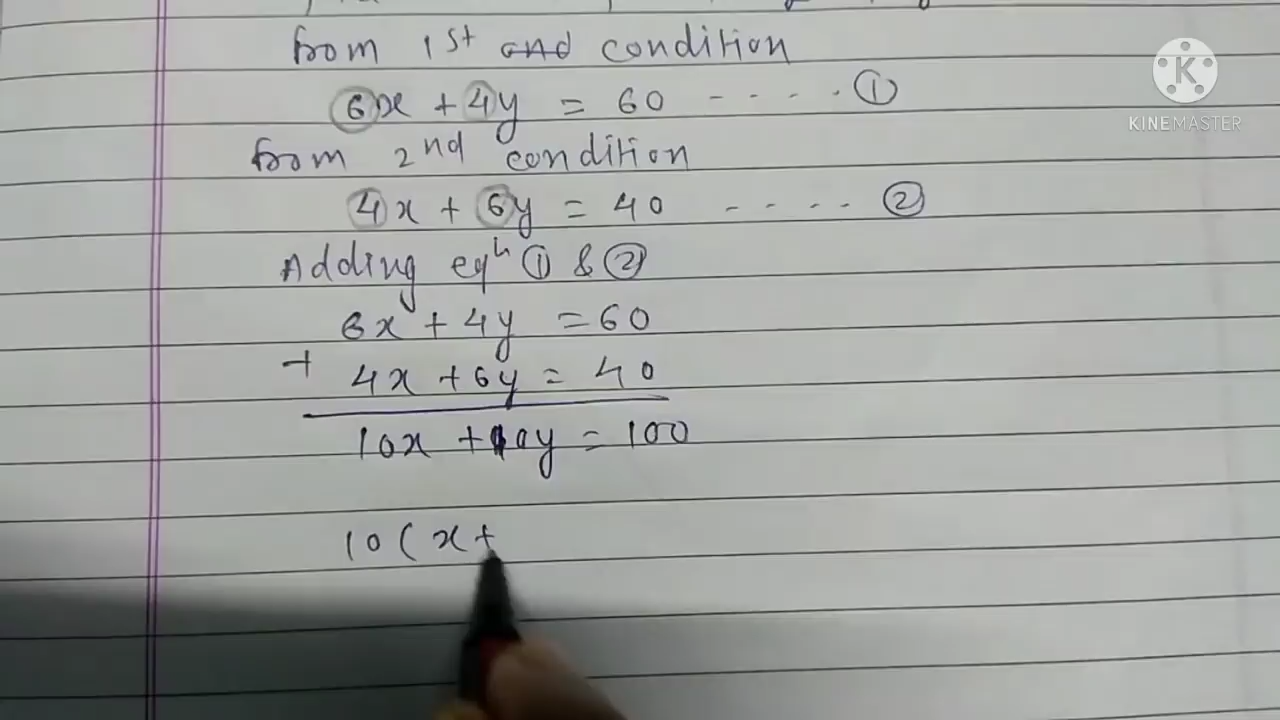 from 1st and condition
6x + 4y = 60 - - - - - ①
from 2nd condition
4x + 6y = 40 - - - - ②
Adding eqn ① & ②
6x + 4y = 60
+ 4x + 6y = 40
10x + 10y = 100
10 ( x +
K
KINEMASTER